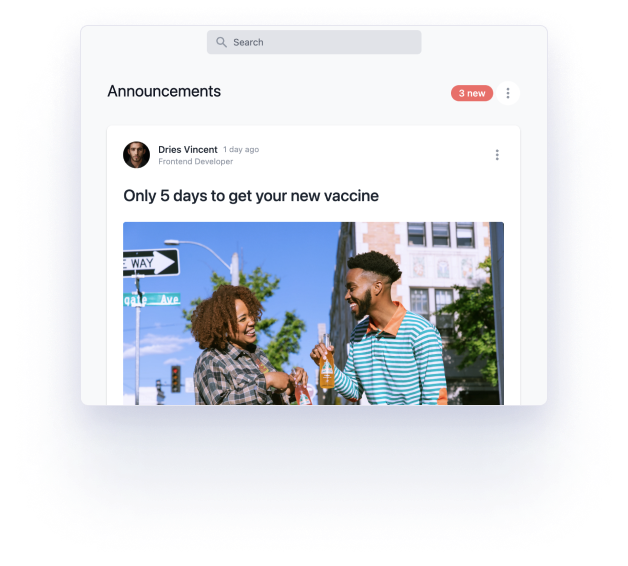 Search
Announcements
3 new
Dries Vincent 1 day ago
Frontend Developer
Only 5 days to get your new vaccine
E WAY
gate Ave